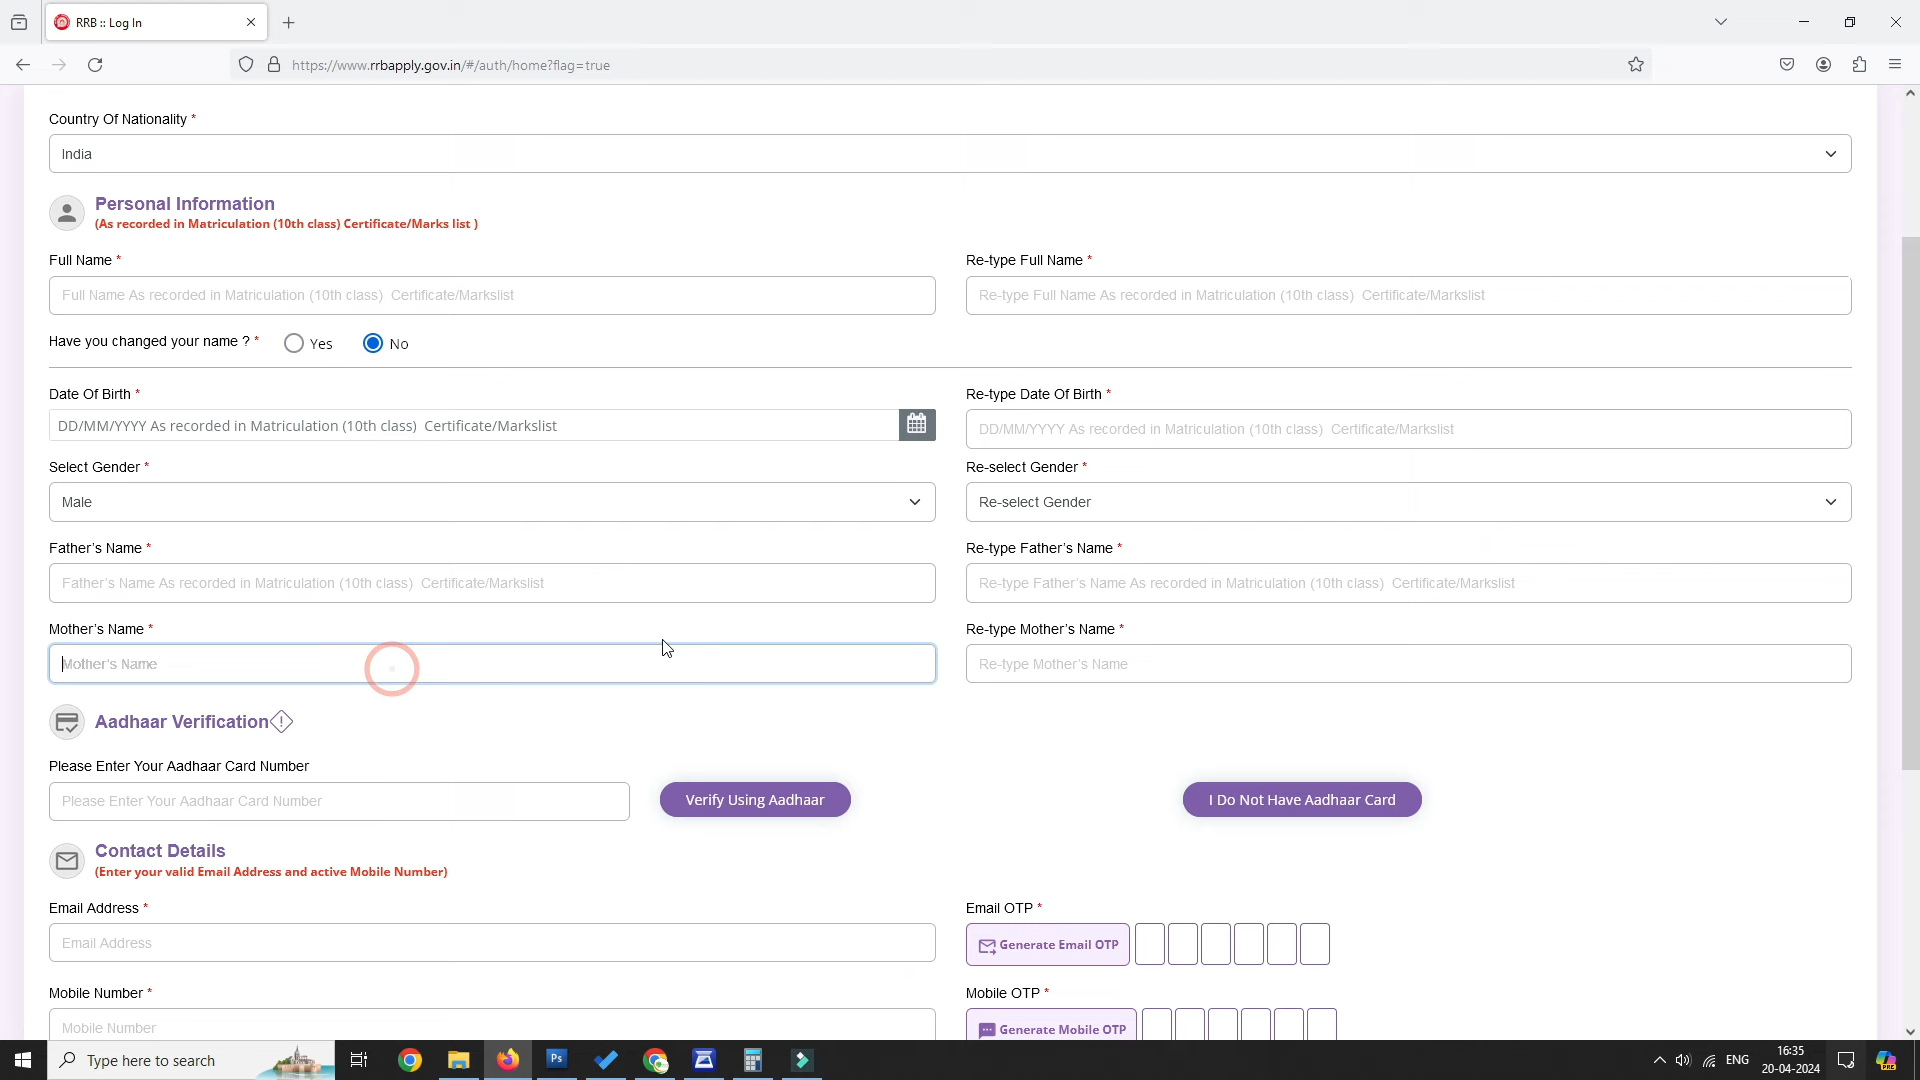 RRB :: Log In
https://www.rrbapply.gov.in/#/auth/home?flag=true
Country Of Nationality *
India
Personal Information
(As recorded in Matriculation (10th class) Certificate/Marks list )
Full Name *
Re-type Full Name *
Full Name As recorded in Matriculation (10th class) Certificate/Markslist
Re-type Full Name As recorded in Matriculation (10th class) Certificate/Markslist
Have you changed your name ? * Yes No
Date Of Birth *
Re-type Date Of Birth *
DD/MM/YYYY As recorded in Matriculation (10th class) Certificate/Markslist
DD/MM/YYYY As recorded in Matriculation (10th class) Certificate/Markslist
Select Gender *
Re-select Gender *
Male
Re-select Gender
Father's Name *
Re-type Father's Name *
Father's Name As recorded in Matriculation (10th class) Certificate/Markslist
Re-type Father's Name As recorded in Matriculation (10th class) Certificate/Markslist
Mother's Name *
Re-type Mother's Name *
Mother's Name
Re-type Mother's Name
Aadhaar Verification
Please Enter Your Aadhaar Card Number
Please Enter Your Aadhaar Card Number
Verify Using Aadhaar
I Do Not Have Aadhaar Card
Contact Details
(Enter your valid Email Address and active Mobile Number)
Email Address *
Email OTP *
Email Address
Generate Email OTP
Mobile Number *
Mobile OTP *
Mobile Number
Generate Mobile OTP
Type here to search
Ps
ENG
16:35
20-04-2024
PRE